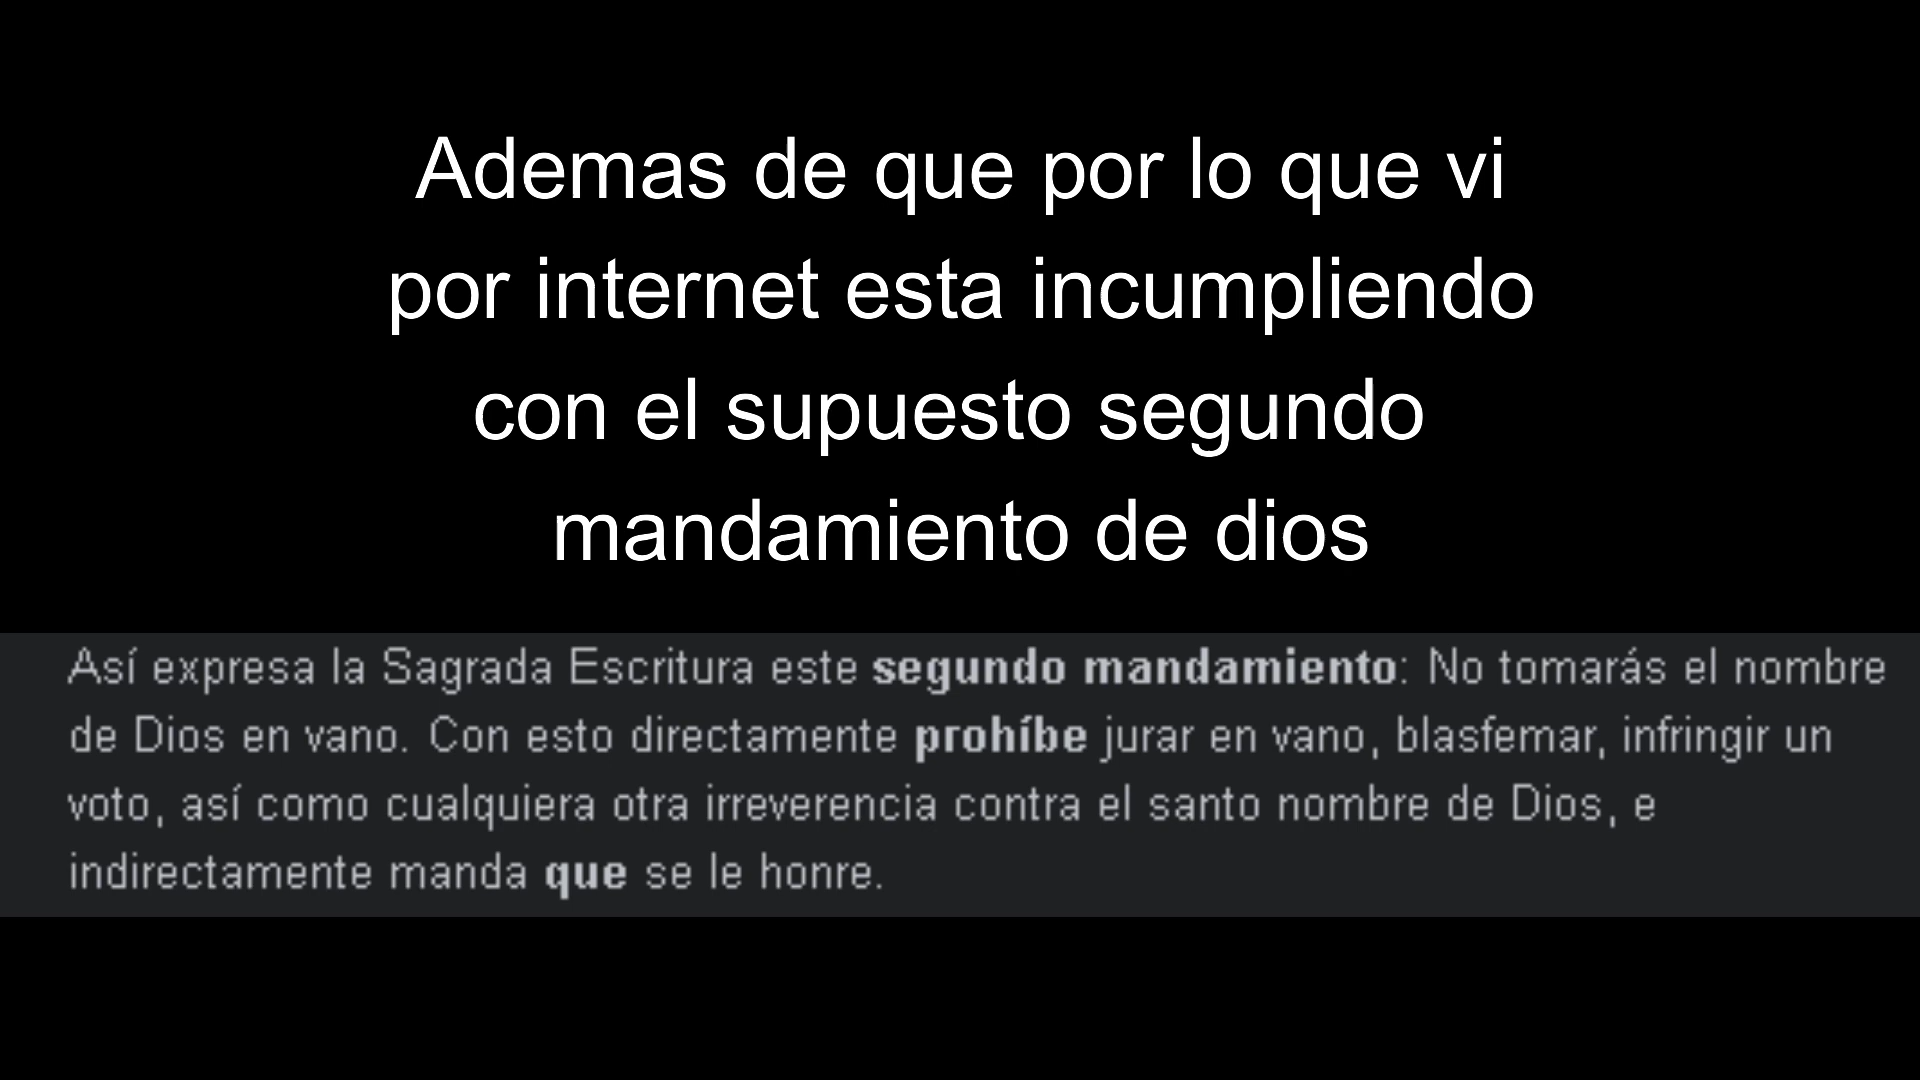 Ademas de que por lo que vi
por internet esta incumpliendo
con el supuesto segundo
mandamiento de dios
Así expresa la Sagrada Escritura este segundo mandamiento: No tomarás el nombre
de Dios en vano. Con esto directamente prohíbe jurar en vano, blasfemar, infringir un
voto, así como cualquiera otra irreverencia contra el santo nombre de Dios, e
indirectamente manda que se le honre.